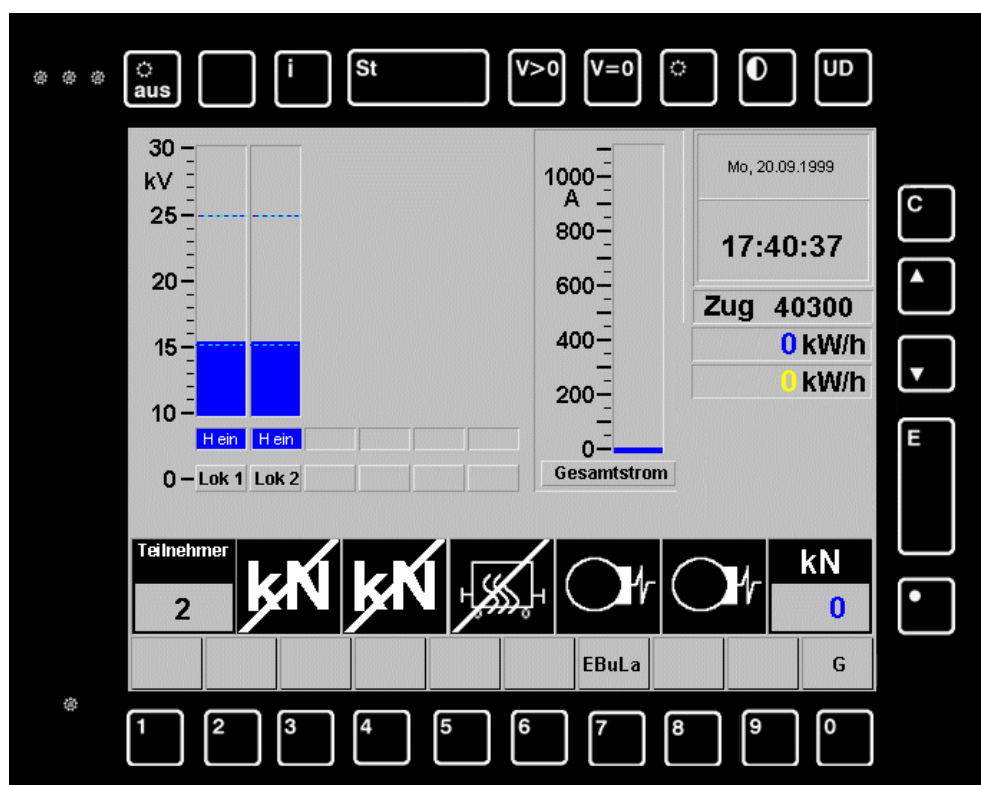 aus
i
St
V>0
V=0
UD
30
kV
25
20
15
10
0
H ein H ein
Lok 1 Lok 2
1000
A
800
600
400
200
0
Gesamtstrom
Mo, 20.09.1999
17:40:37
Zug 40300
0 kW/h
0 kW/h
C
E
Teilnehmer
2
kN
kN
kN
0
EBuLa
G
1 2 3 4 5 6 7 8 9 0